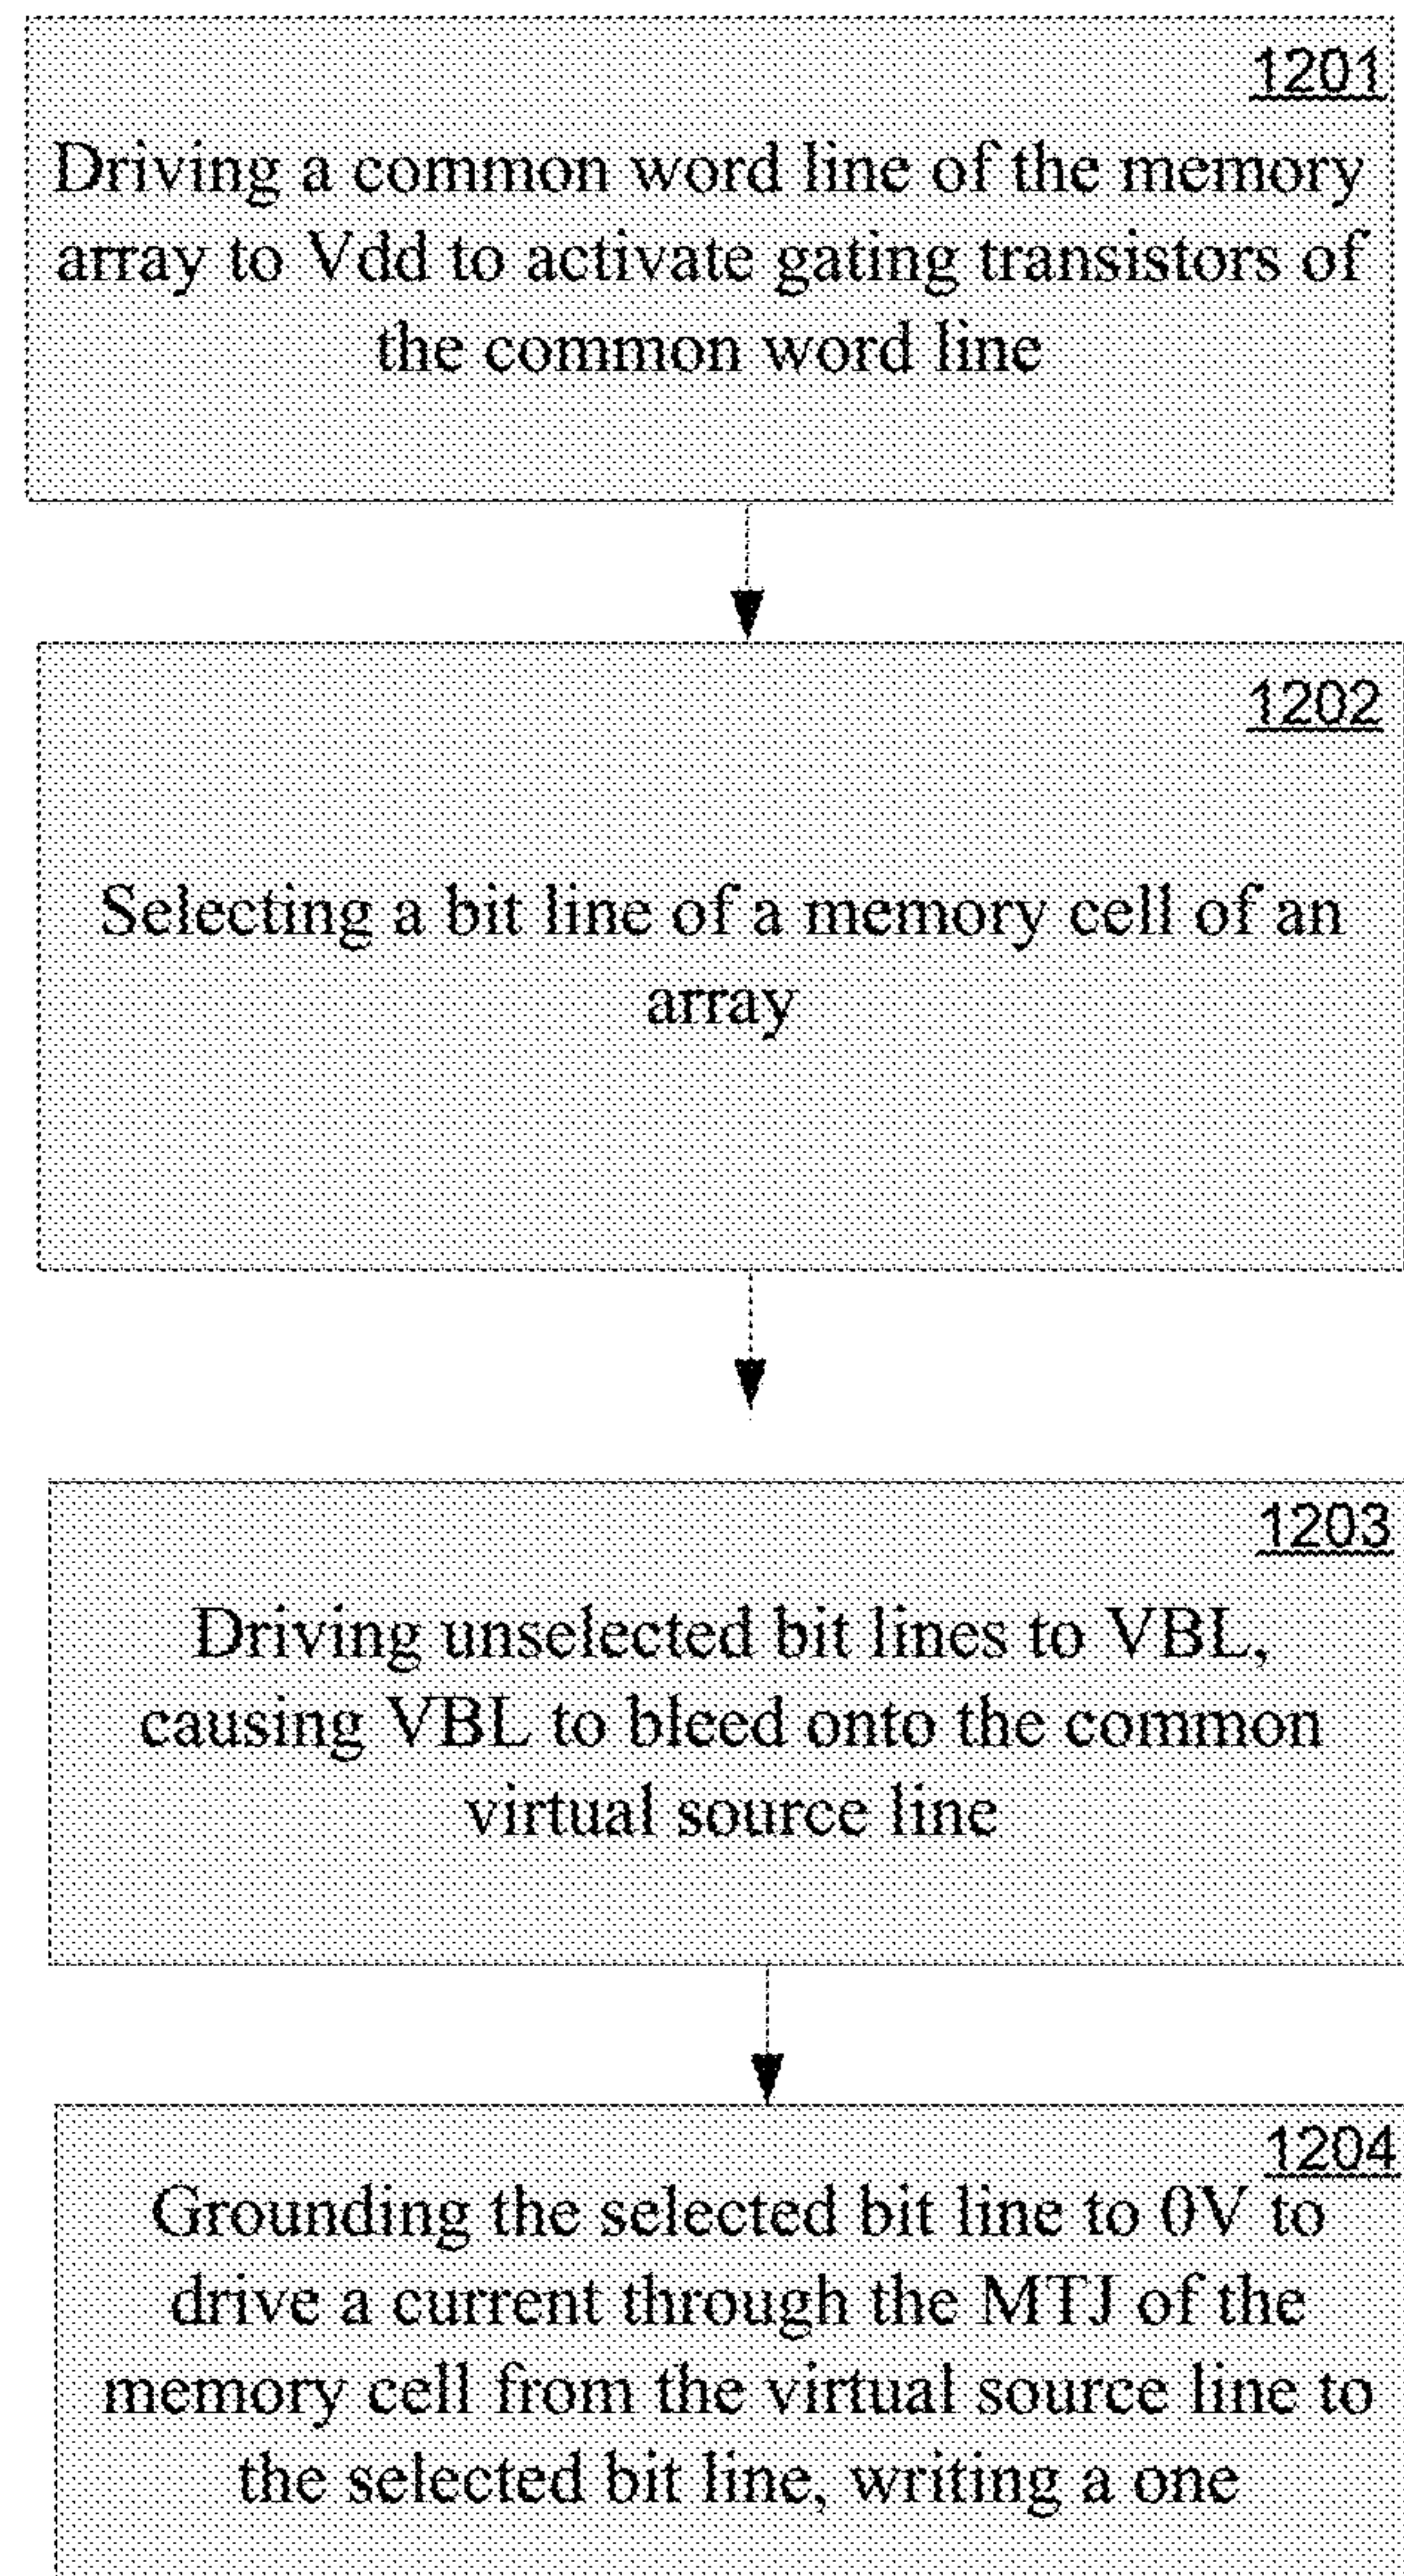 1201
Driving a common word line of the memory
array to Vdd to activate gating transistors of
the common word line
1202
Selecting a bit line of a memory cell of an
array
1203
Driving unselected bit lines to VBL,
causing VBL to bleed onto the common
virtual source line
1204
Grounding the selected bit line to 0V to
drive a current through the MTJ of the
memory cell from the virtual source line to
the selected bit line, writing a one